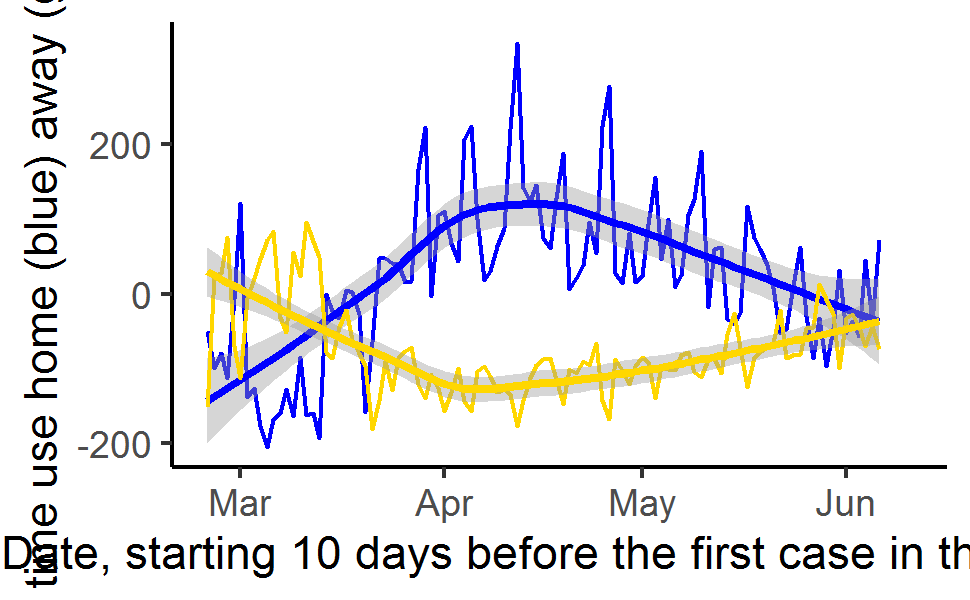 time use home (blue) away (
200
0
-200
Mar Apr May Jun
Date, starting 10 days before the first case in th